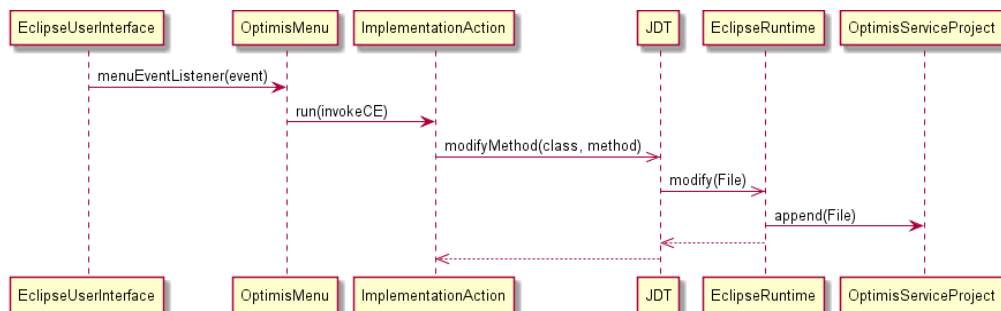 EclipseUserInterface OptimisMenu ImplementationAction JDT EclipseRuntime OptimisServiceProject
menuEventListener(event)
run(invokeCE)
modifyMethod(class, method)
modify(File)
append(File)
EclipseUserInterface OptimisMenu ImplementationAction JDT EclipseRuntime OptimisServiceProject